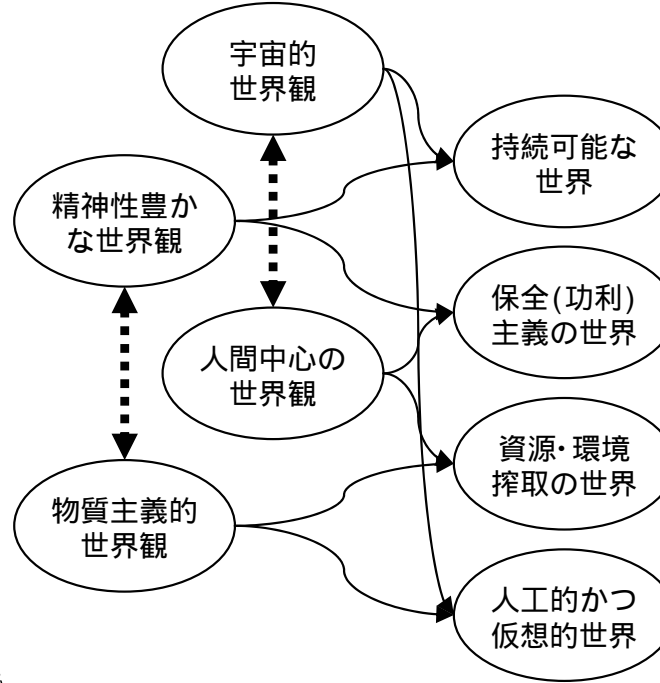 宇宙的
世界観
持続可能な
世界
精神性豊か
な世界観
保全(功利)
主義の世界
人間中心の
世界観
資源･環境
搾取の世界
物質主義的
世界観
人工的かつ
仮想的世界